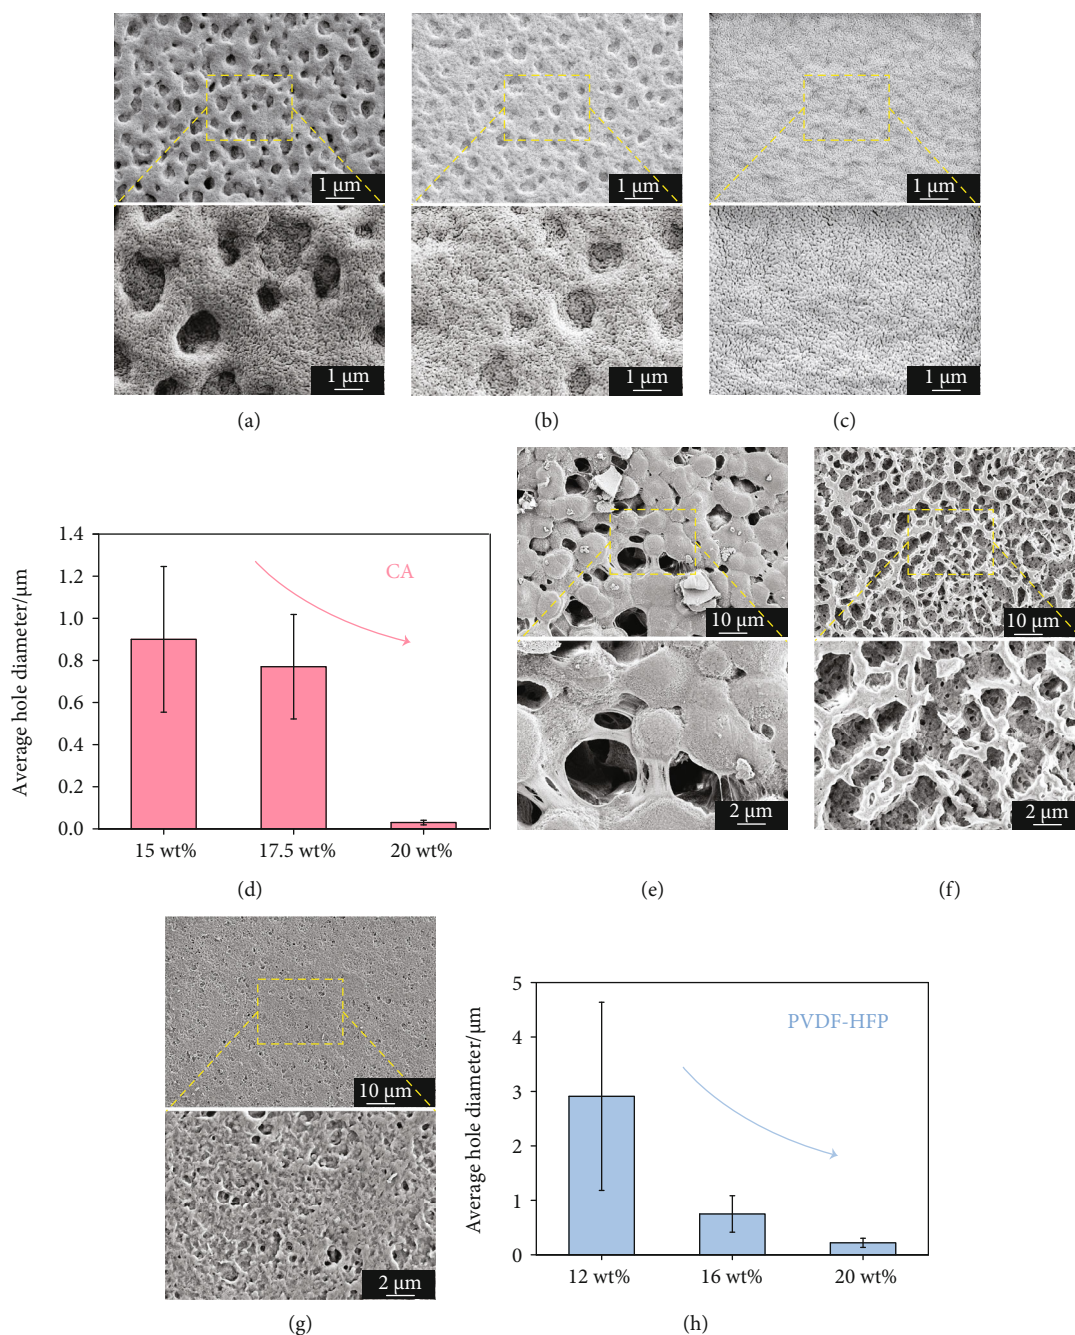 1 μm
1 μm
1 μm
1 μm
1 μm
1 μm
(a)
(b)
(c)
Average hole diameter/μm
1.4
1.2
1.0
0.8
0.6
0.4
0.2
0.0
CA
15 wt%
17.5 wt%
20 wt%
(d)
10 μm
10 μm
2 μm
2 μm
(e)
(f)
10 μm
2 μm
(g)
Average hole diameter/μm
5
4
3
2
1
0
PVDF-HFP
12 wt%
16 wt%
20 wt%
(h)